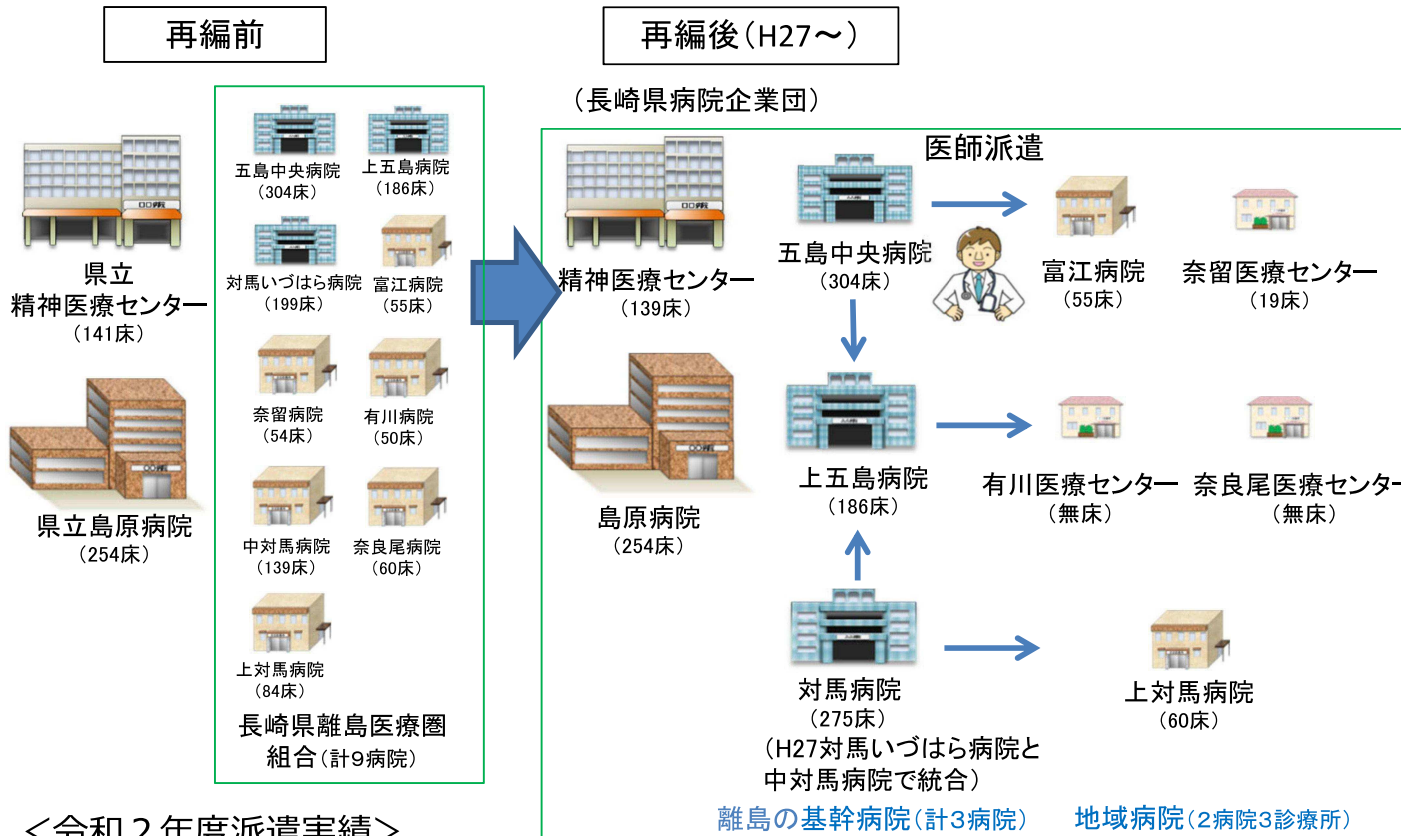 再編前
県立
精神医療センター
(141床)
県立島原病院
(254床)
五島中央病院
(304床)
上五島病院
(186床)
対馬いづはら病院
(199床)
富江病院
(55床)
奈留病院
(54床)
有川病院
(50床)
中対馬病院
(139床)
奈良尾病院
(60床)
上対馬病院
(84床)
長崎県離島医療圏
組合(計9病院)
再編後(H27～)
(長崎県病院企業団)
口口病院
精神医療センター
(139床)
島原病院
(254床)
医師派遣
五島中央病院
(304床)
富江病院
(55床)
奈留医療センター
(19床)
上五島病院
(186床)
有川医療センター
(無床)
奈良尾医療センター
(無床)
対馬病院
(275床)
(H27対馬いづはら病院と
中対馬病院で統合)
上対馬病院
(60床)
離島の基幹病院(計3病院)
地域病院(2病院3診療所)
＜令和２年度派遣実績＞